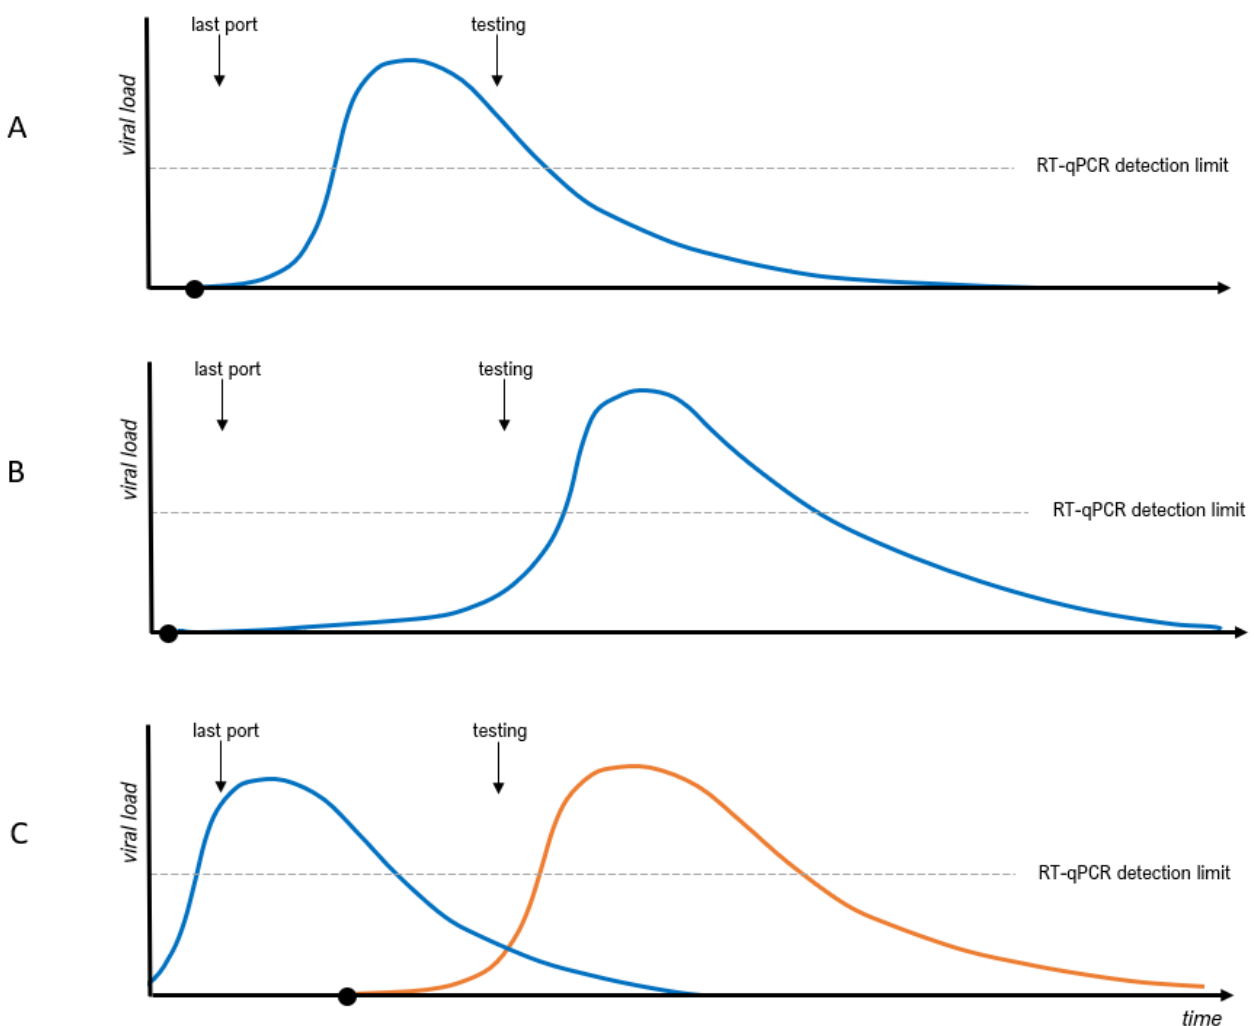 last port
testing
A
viral load
RT-qPCR detection limit
last port
testing
B
viral load
RT-qPCR detection limit
last port
testing
C
viral load
RT-qPCR detection limit
time